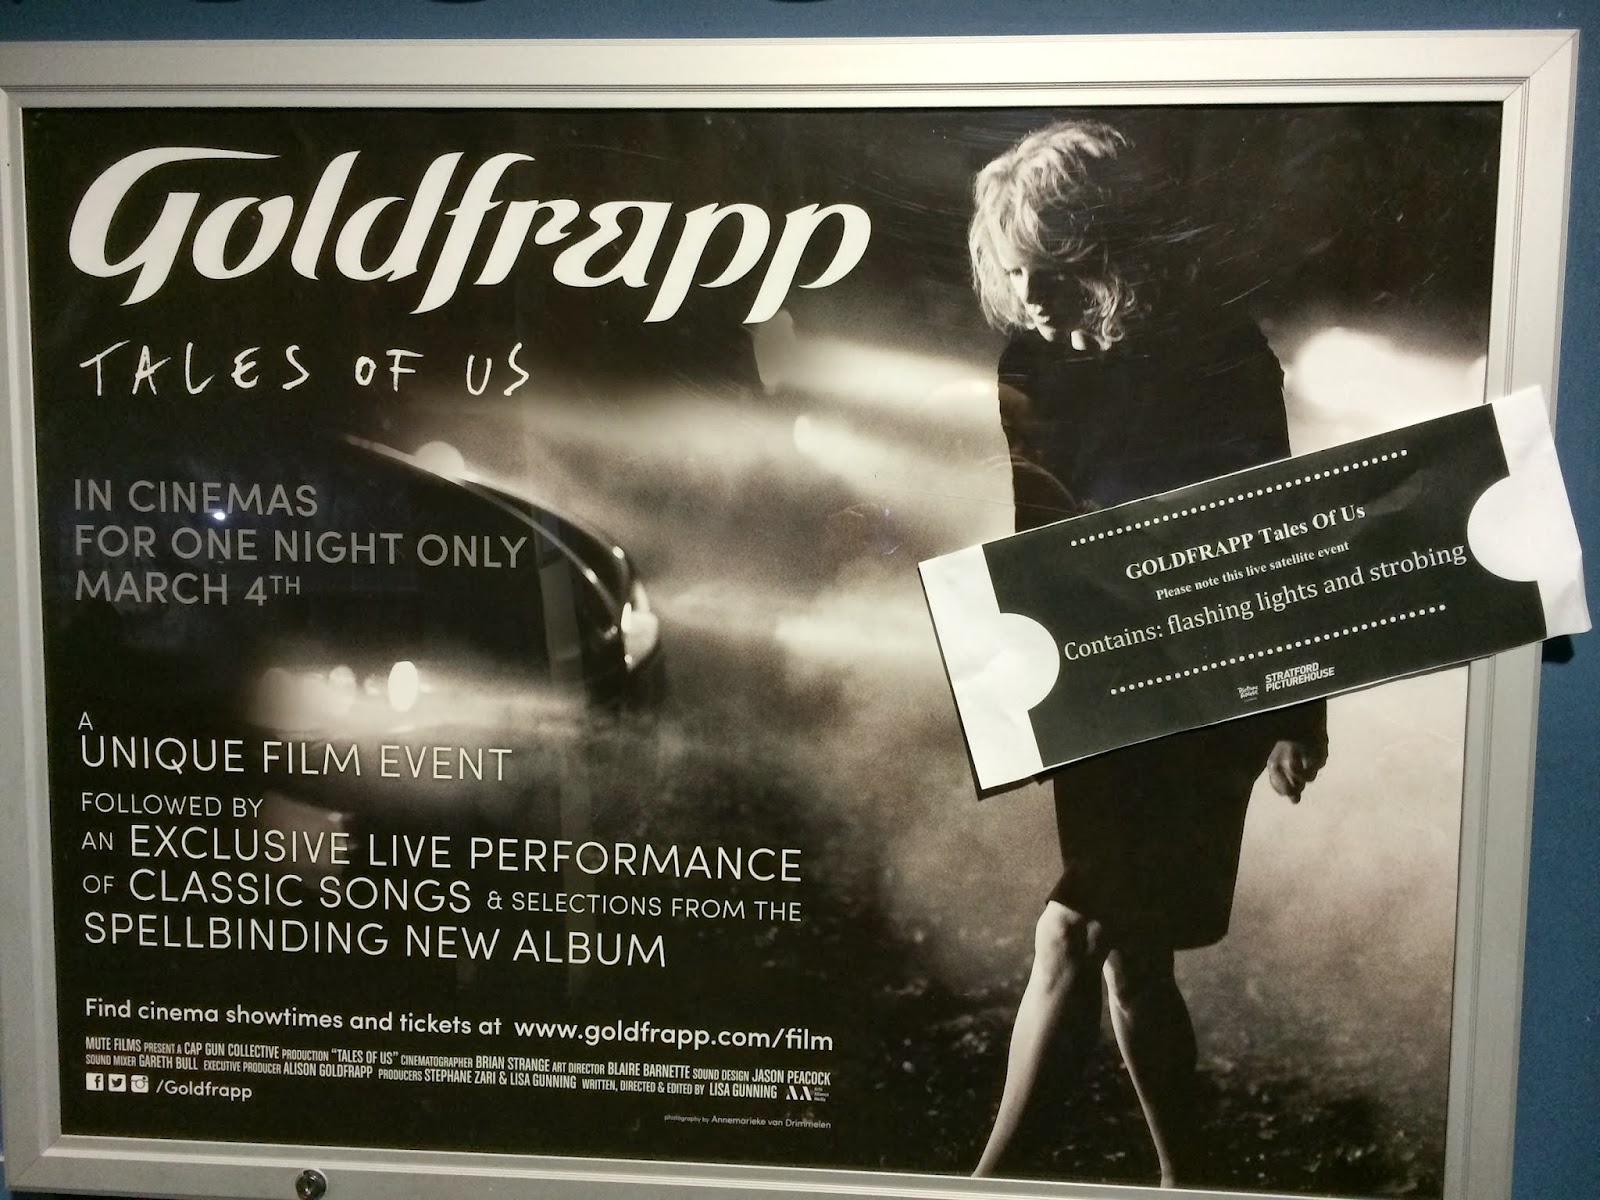 Goldfrapp
TALES OF US
IN CINEMAS
FOR ONE NIGHT ONLY
MARCH 4TH
A
UNIQUE FILM EVENT
FOLLOWED BY
AN EXCLUSIVE LIVE PERFORMANCE
OF CLASSIC SONGS & SELECTIONS FROM THE
SPELLBINDING NEW ALBUM
Find cinema showtimes and tickets at www.goldfrapp.com/film
MUTE FILMS PRESENT A CAP GUN COLLECTIVE PRODUCTION "TALES OF US" CINEMATOGRAPHER BRIAN STRANGE ART DIRECTOR BLAIRE BARNETTE SOUND DESIGN JASON PEACOCK
SOUND MIXER GARETH BULL EXECUTIVE PRODUCER ALISON GOLDFRAPP PRODUCERS STEPHANE ZARI & LISA GUNNING WRITTEN, DIRECTED & EDITED BY LISA GUNNING
/Goldfrapp
photography by Annemarieke van Drimmelen
GOLDFRAPP Tales Of Us
Please note this live satellite event
Contains: flashing lights and strobing
STRATFORD
PICTUREHOUSE